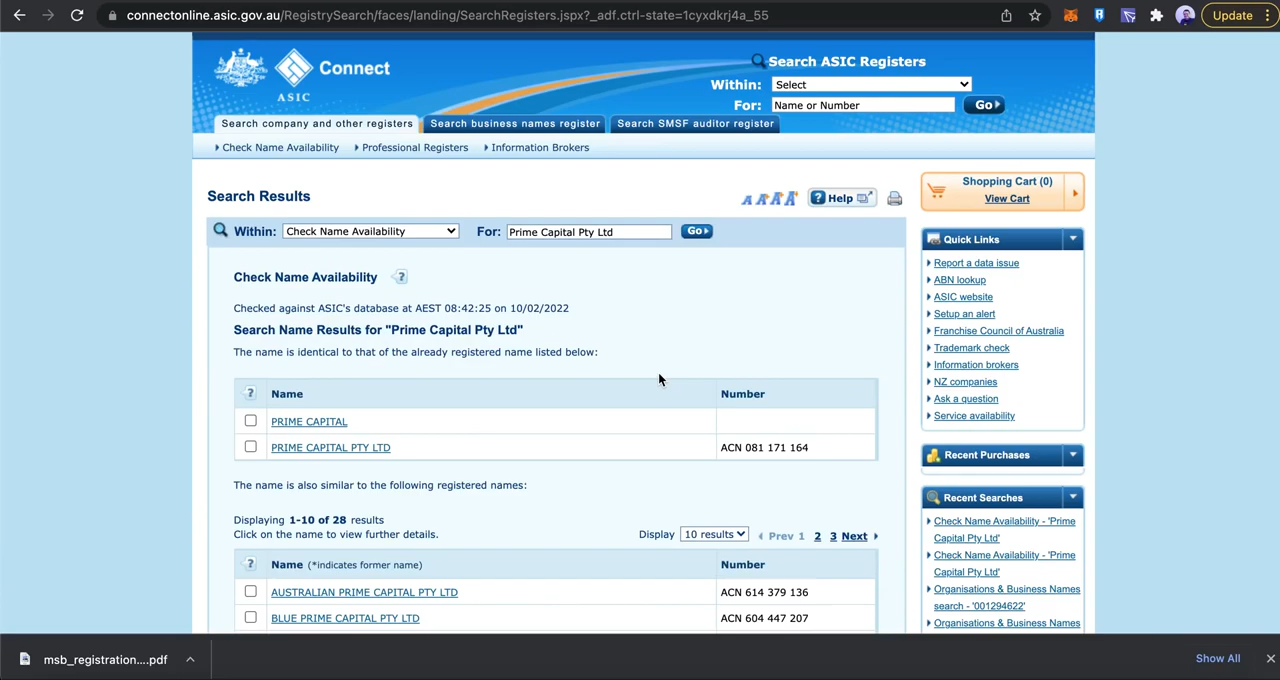 connectonline.asic.gov.au/RegistrySearch/faces/landing/SearchRegisters.jspx?_adf.ctrl-state=1cyxdkrj4a_55
Update
ASIC
Connect
Search ASIC Registers
Within: Select
For: Name or Number Go
Search company and other registers Search business names register Search SMSF auditor register
Check Name Availability Professional Registers Information Brokers
Search Results
A A A A Help
Shopping Cart (0)
View Cart
Within: Check Name Availability For: Prime Capital Pty Ltd Go
Check Name Availability ?
Checked against ASIC's database at AEST 08:42:25 on 10/02/2022
Search Name Results for "Prime Capital Pty Ltd"
The name is identical to that of the already registered name listed below:
? Name Number
PRIME CAPITAL
PRIME CAPITAL PTY LTD ACN 081 171 164
The name is also similar to the following registered names:
Displaying 1-10 of 28 results
Click on the name to view further details.
Display 10 results Prev 1 2 3 Next
? Name (*indicates former name) Number
AUSTRALIAN PRIME CAPITAL PTY LTD ACN 614 379 136
BLUE PRIME CAPITAL PTY LTD ACN 604 447 207
Quick Links
Report a data issue
ABN lookup
ASIC website
Setup an alert
Franchise Council of Australia
Trademark check
Information brokers
NZ companies
Ask a question
Service availability
Recent Purchases
Recent Searches
Check Name Availability - 'Prime
Capital Pty Ltd'
Check Name Availability - 'Prime
Capital Pty Ltd'
Organisations & Business Names
search - '001294622'
Organisations & Business Names
msb_registration....pdf
Show All